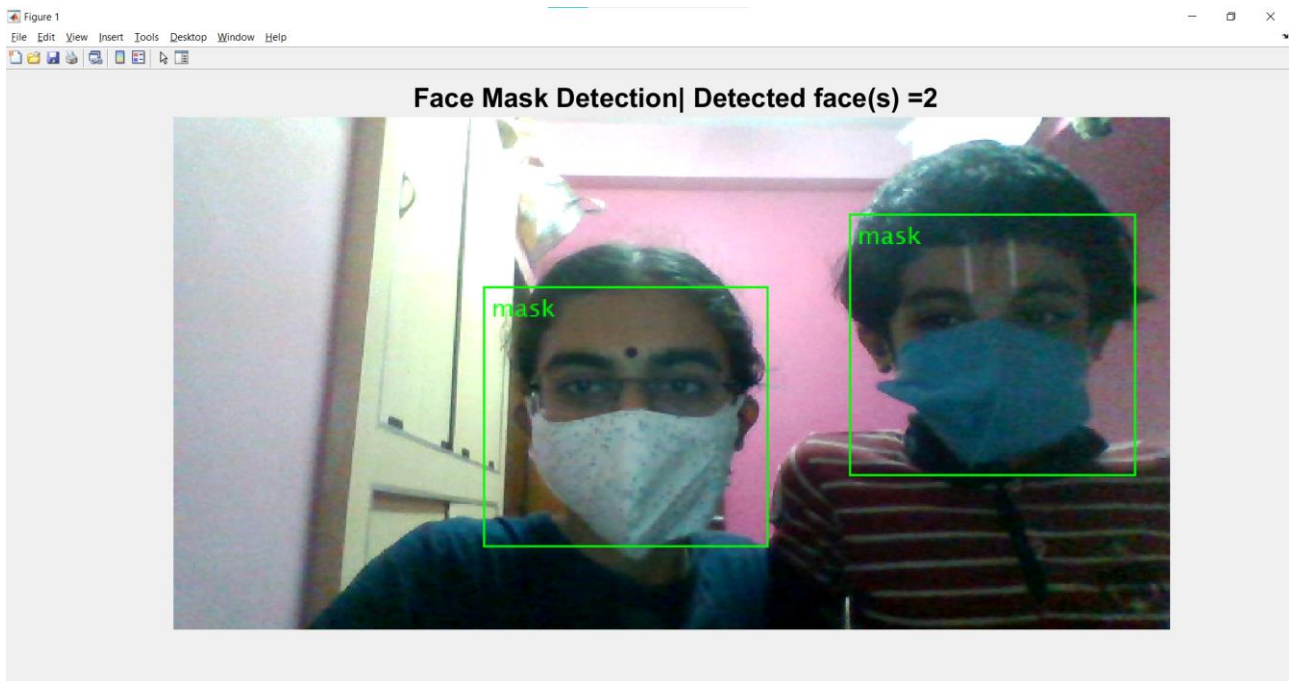 Figure 1
File Edit View Insert Tools Desktop Window Help
Face Mask Detection| Detected face(s) =2
mask
mask